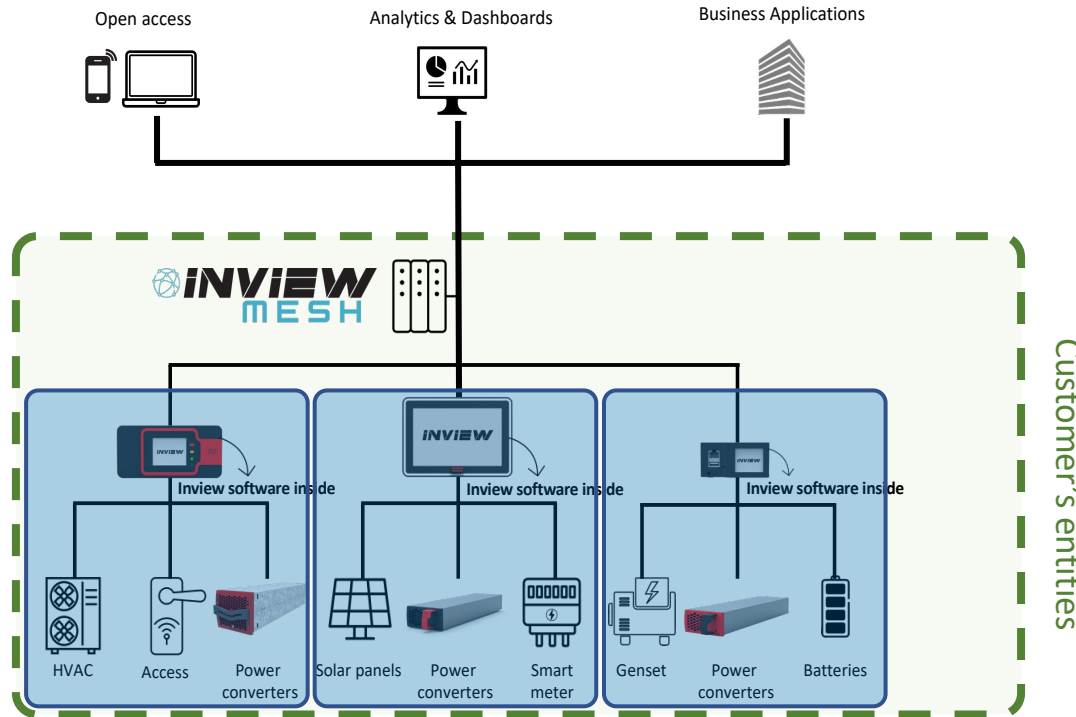 Open access
Analytics & Dashboards
Business Applications
INVIEW
MESH
Customer's entities
INVIEW
INVIEW
INVIEW
Inview software inside
Inview software inside
Inview software inside
HVAC
Access
Power
converters
Solar panels
Power
converters
Smart
meter
Genset
Power
converters
Batteries